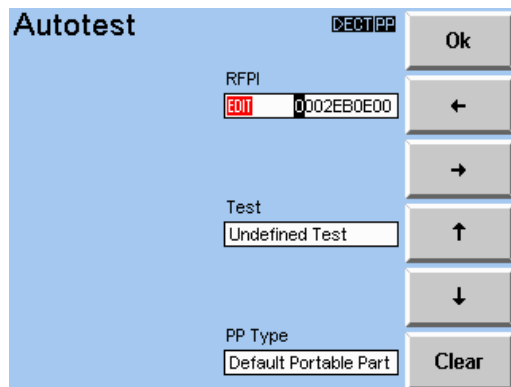 Autotest
DECT PP
Ok
RFPI
EDIT 0002EB0E00
←
→
Test
Undefined Test
↑
↓
PP Type
Default Portable Part
Clear